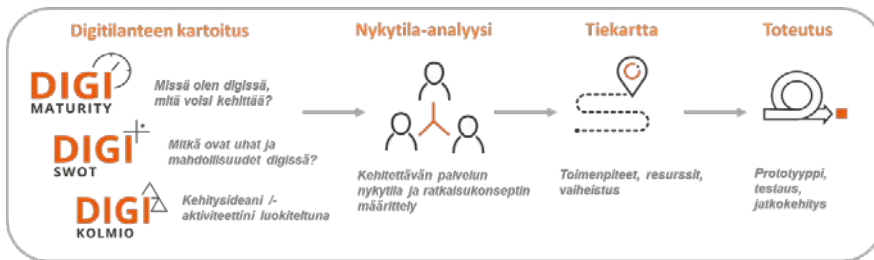 Digitilanteen kartoitus
DIGI
MATURITY
Missä olen digissä,
mitä voisi kehittää?
DIGI
SWOT
Mitkä ovat uhat ja
mahdollisuudet digissä?
DIGI
KOLMIO
Kehitysideani /-
aktiviteettini luokiteltuna
Nykytila-analyysi
Kehitettävän palvelun
nykytila ja ratkaisukonseptin
määrittely
Tiekartta
Toimenpiteet, resurssit,
vaiheistus
Toteutus
Prototyyppi,
testaus,
jatkokehitys